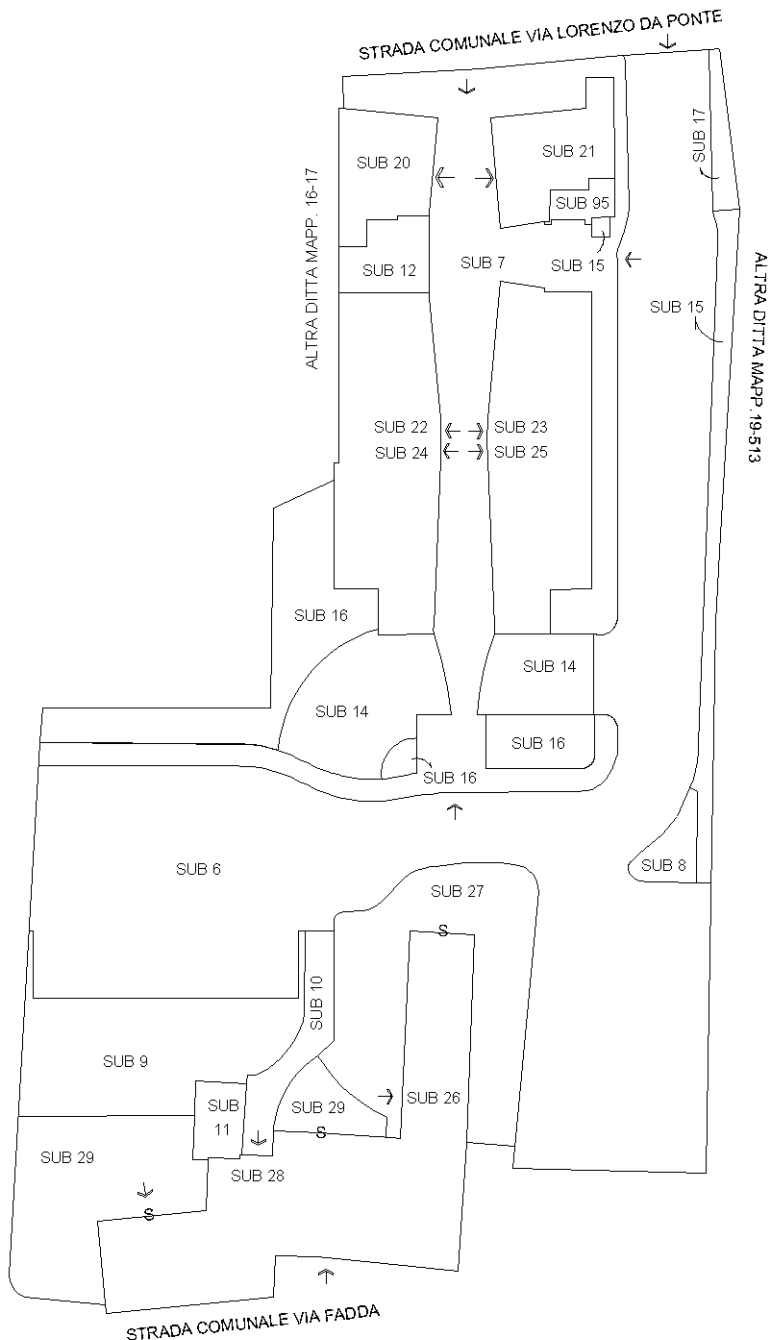 STRADA COMUNALE VIA LORENZO DA PONTE
SUB 17
SUB 20
SUB 21
ALTRA DITTA MAPP. 16-17
SUB 95
SUB 12
SUB 7
SUB 15
SUB 15
ALTRA DITTA MAPP. 19-513
SUB 22
SUB 23
SUB 24
SUB 25
SUB 16
SUB 14
SUB 14
SUB 16
SUB 16
SUB 6
SUB 8
SUB 27
S
SUB 10
SUB 9
SUB 26
SUB
11
SUB 29
S
SUB 29
SUB 28
S
STRADA COMUNALE VIA FADDA